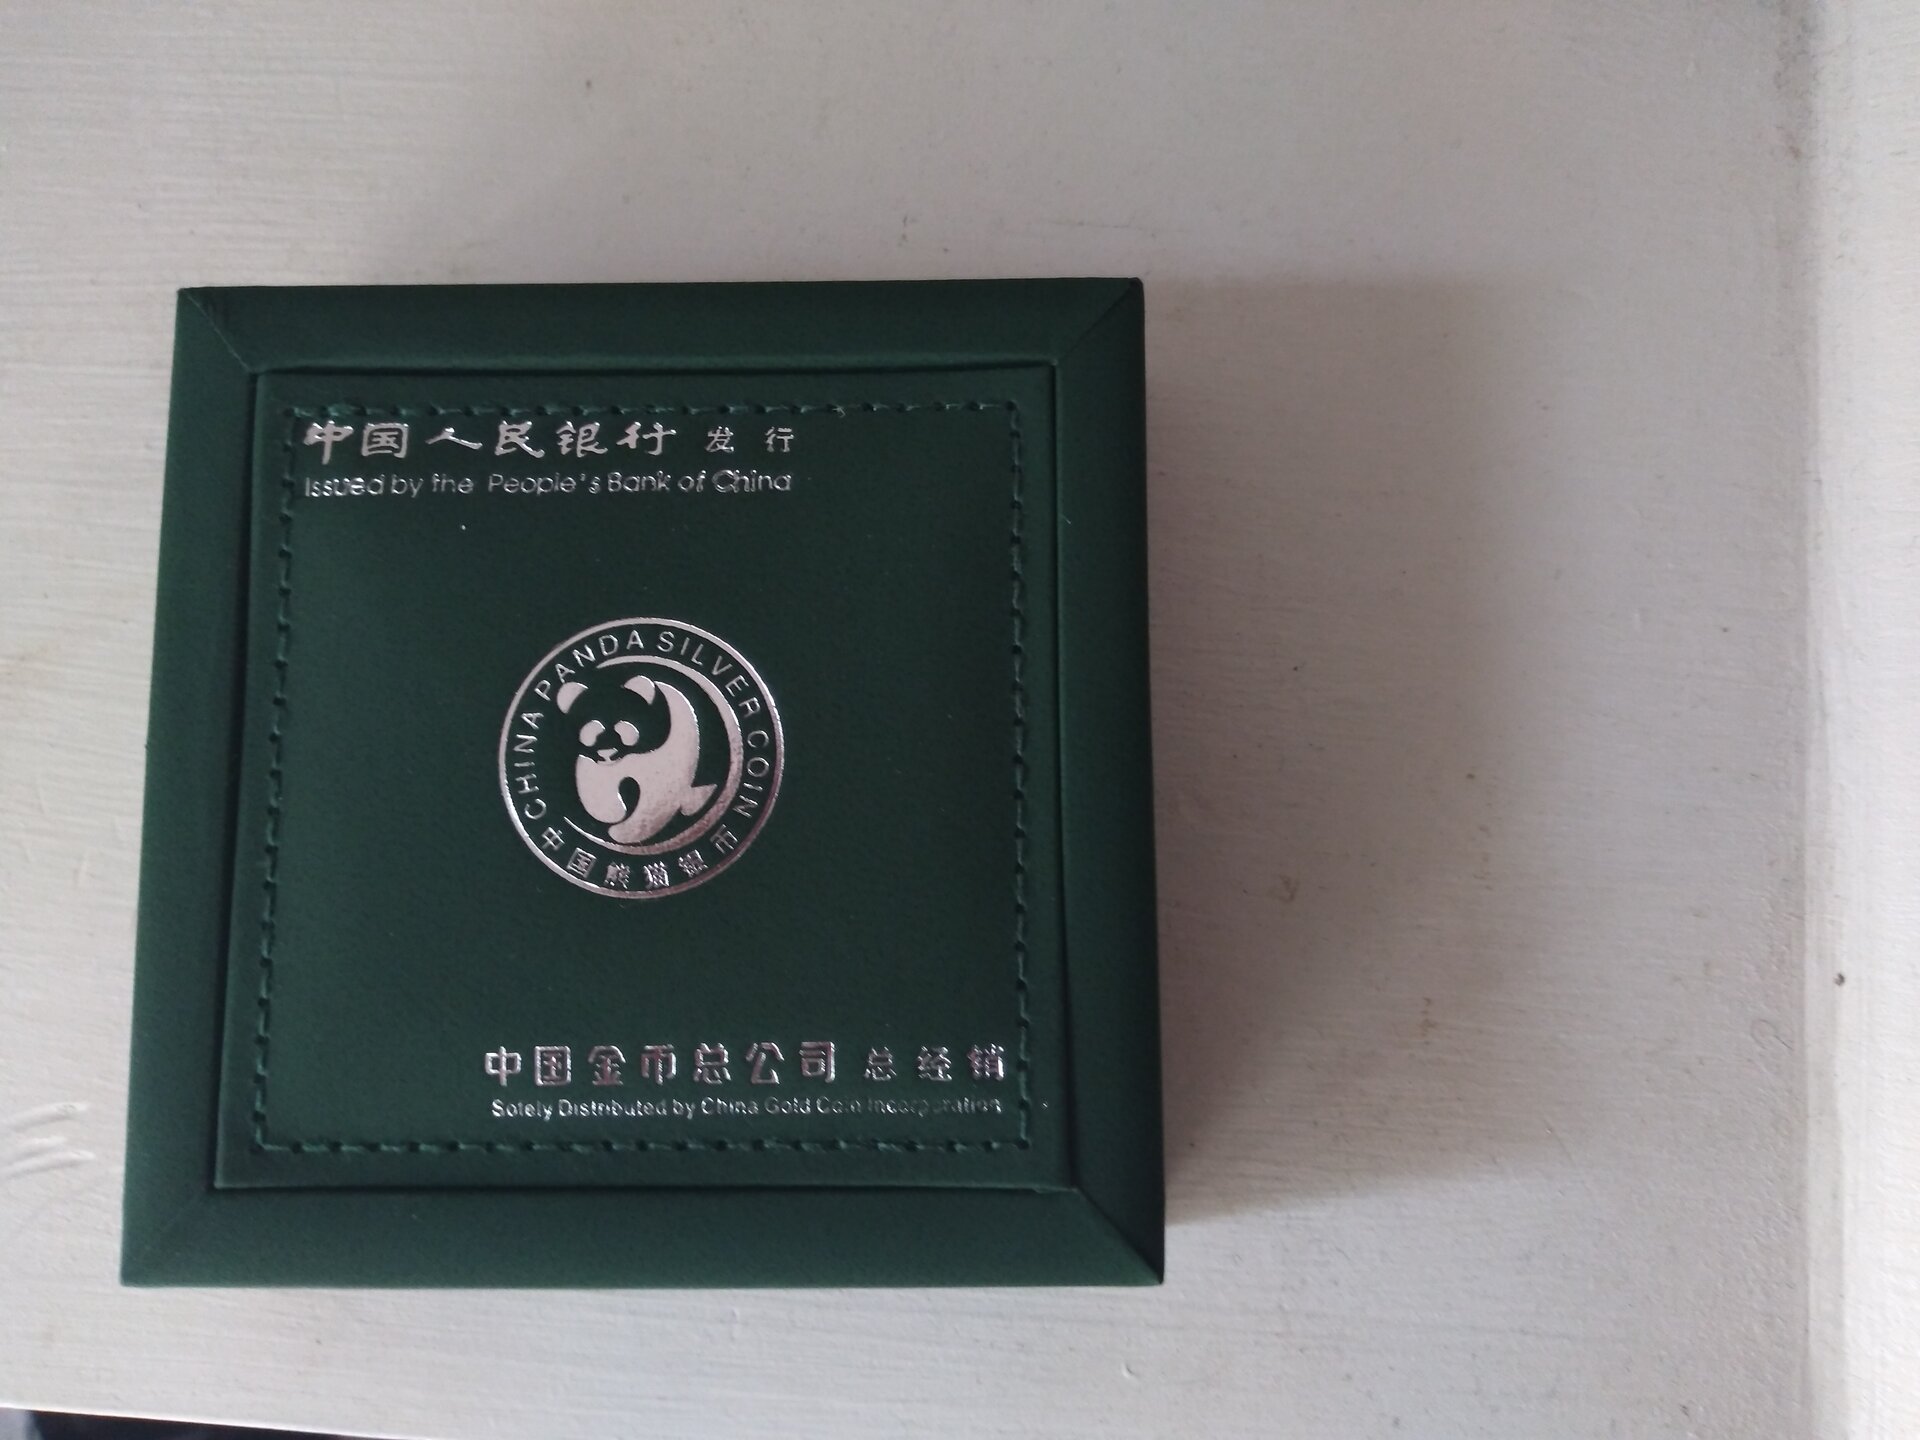 中国人民银行 发行
Issued by the People's Bank of China
CHINA PANDA SILVER COIN
中国熊猫银币
中国金币总公司 总经销
Solely Distributed by China Gold Coin Incorporation